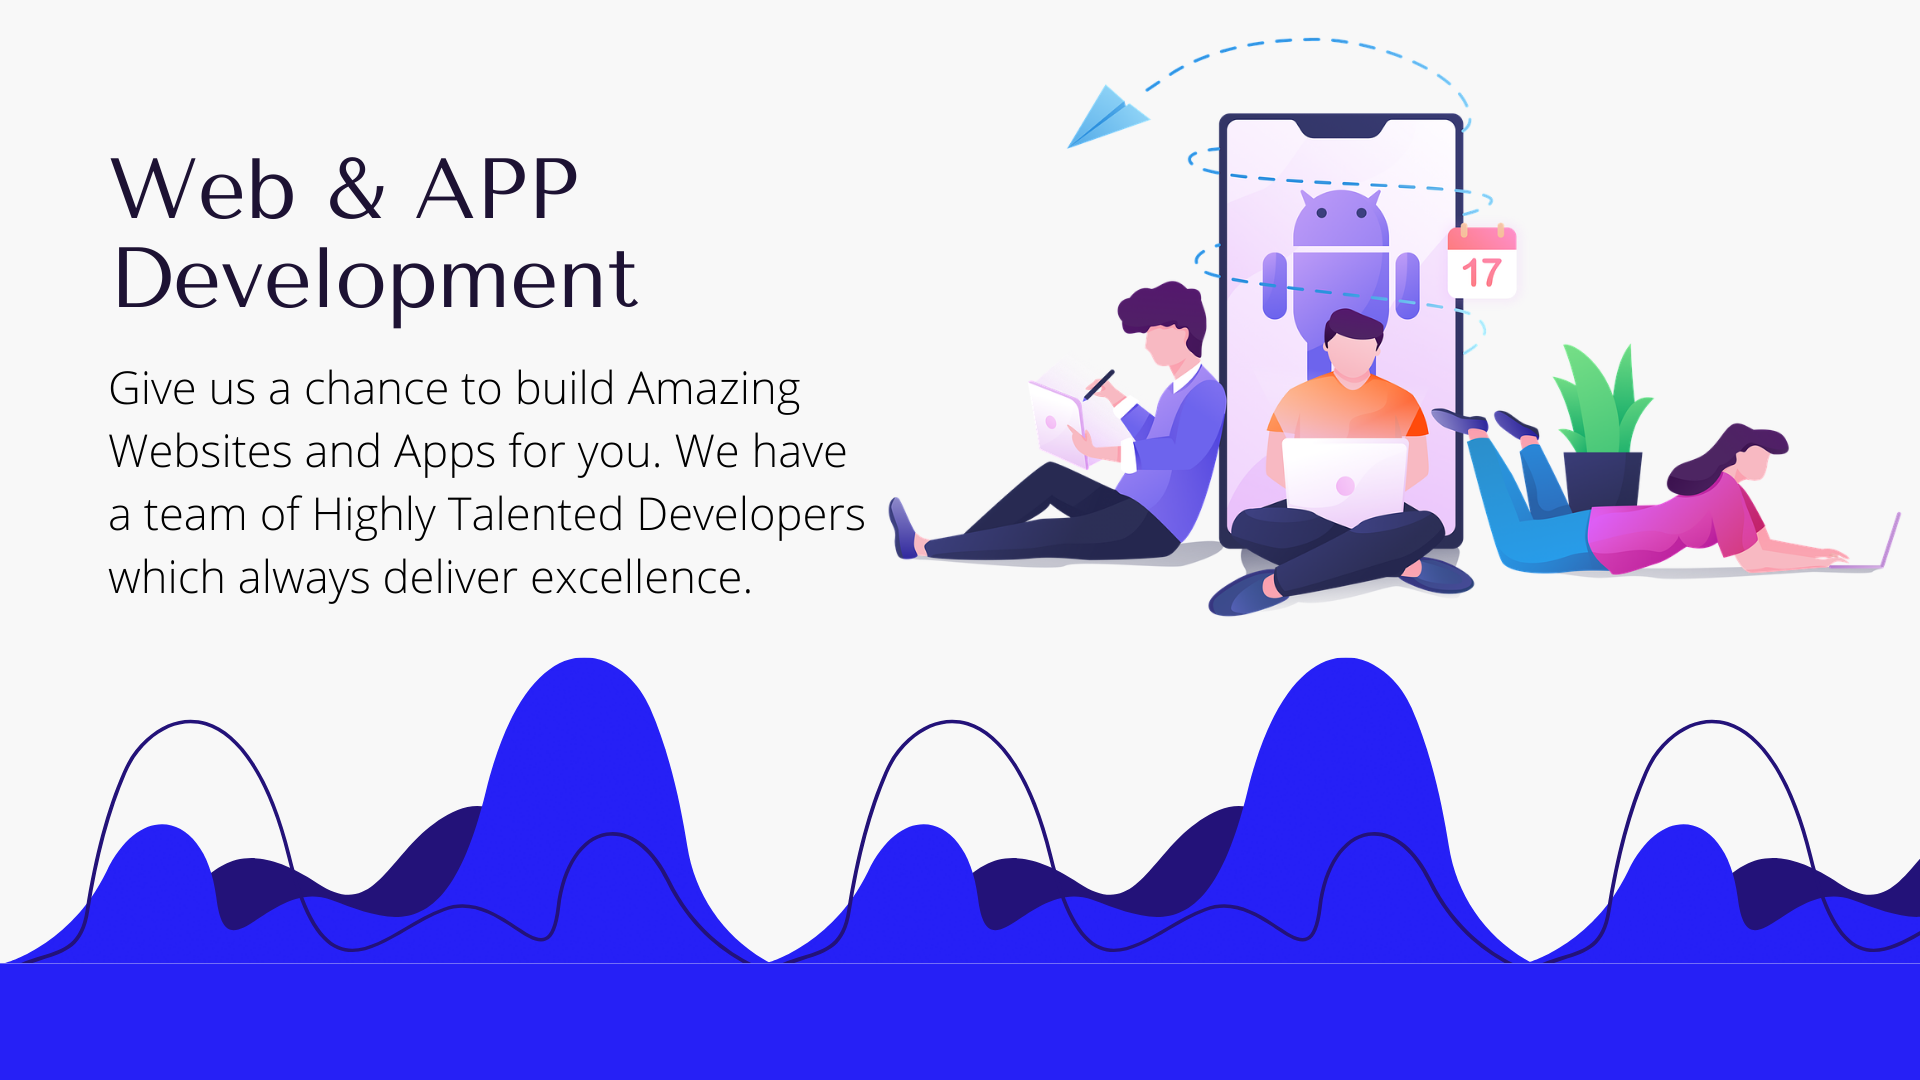 Web & APP
Development
Give us a chance to build Amazing
Websites and Apps for you. We have
a team of Highly Talented Developers
which always deliver excellence.
17